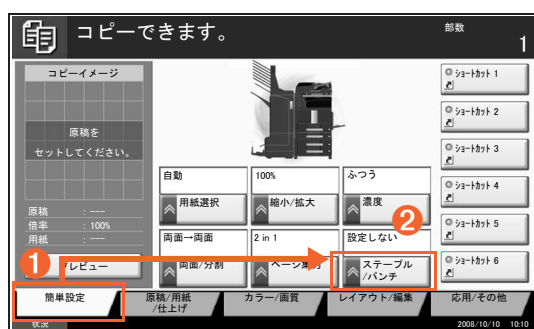 コピーできます。
部数
1
コピーイメージ
原稿を
セットしてください。
原稿 : ---
倍率 : 100%
用紙 : ---
プレビュー
自動
用紙選択
100%
縮小/拡大
ふつう
濃度
両面→両面
両面/分割
2 in 1
ページ集約
設定しない
ステープル
/パンチ
ショートカット 1
ショートカット 2
ショートカット 3
ショートカット 4
ショートカット 5
ショートカット 6
1
2
簡単設定
原稿/用紙
/仕上げ
カラー/画質
レイアウト/編集
応用/その他
状況
2008/10/10 10:10